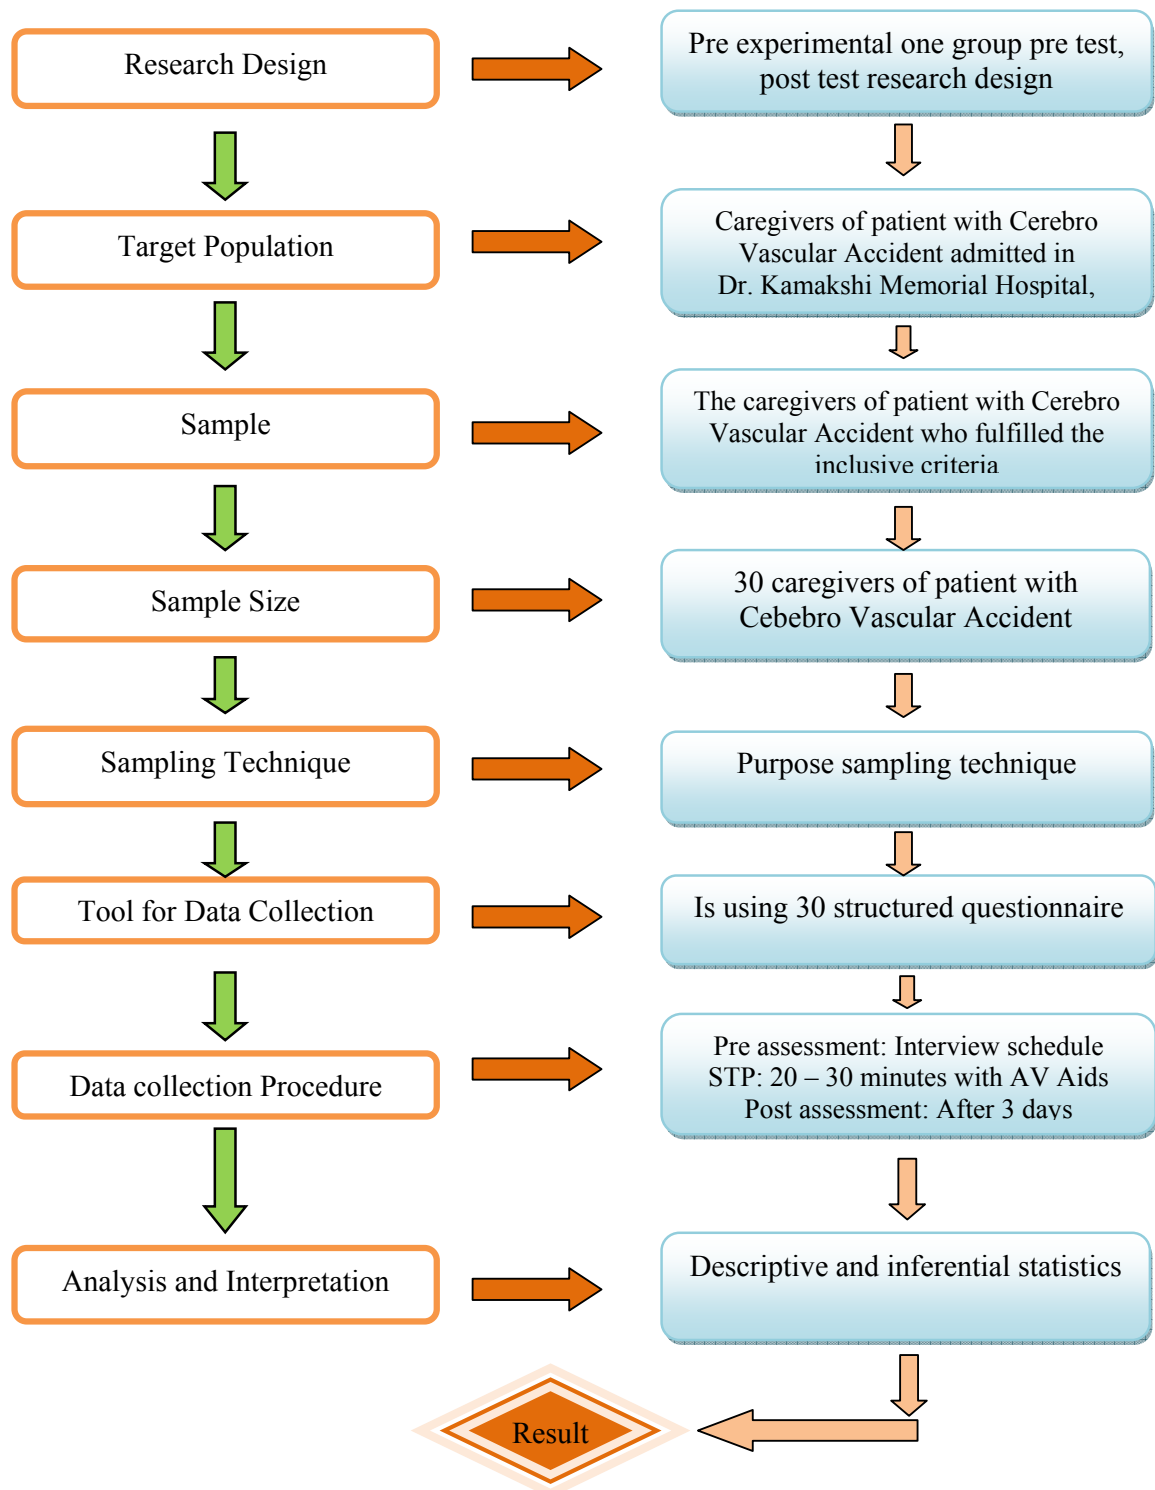 Research Design
Pre experimental one group pre test,
post test research design
Target Population
Caregivers of patient with Cerebro
Vascular Accident admitted in
Dr. Kamakshi Memorial Hospital,
Sample
The caregivers of patient with Cerebro
Vascular Accident who fulfilled the
inclusive criteria
Sample Size
30 caregivers of patient with
Cebebro Vascular Accident
Sampling Technique
Purpose sampling technique
Tool for Data Collection
Is using 30 structured questionnaire
Data collection Procedure
Pre assessment: Interview schedule
STP: 20 – 30 minutes with AV Aids
Post assessment: After 3 days
Analysis and Interpretation
Descriptive and inferential statistics
Result